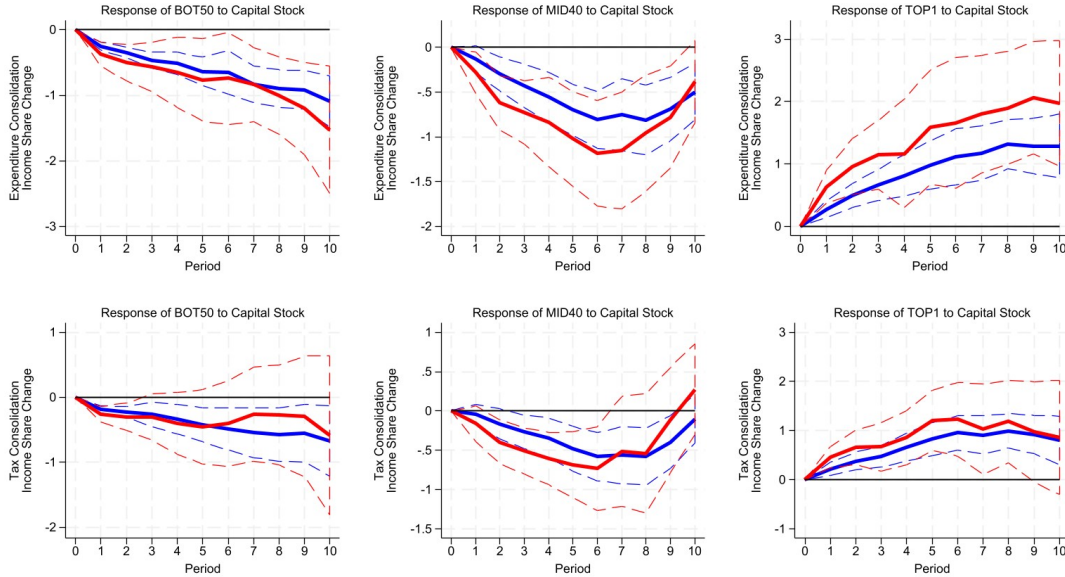 Response of BOT50 to Capital Stock
Expenditure Consolidation
Income Share Change
0
-1
-2
-3
0 1 2 3 4 5 6 7 8 9 10
Period
Response of MID40 to Capital Stock
Expenditure Consolidation
Income Share Change
0
-.5
-1
-1.5
-2
0 1 2 3 4 5 6 7 8 9 10
Period
Response of TOP1 to Capital Stock
Expenditure Consolidation
Income Share Change
3
2
1
0
0 1 2 3 4 5 6 7 8 9 10
Period
Response of BOT50 to Capital Stock
Tax Consolidation
Income Share Change
1
0
-1
-2
0 1 2 3 4 5 6 7 8 9 10
Period
Response of MID40 to Capital Stock
Tax Consolidation
Income Share Change
1
.5
0
-.5
-1
-1.5
0 1 2 3 4 5 6 7 8 9 10
Period
Response of TOP1 to Capital Stock
Tax Consolidation
Income Share Change
3
2
1
0
-1
0 1 2 3 4 5 6 7 8 9 10
Period